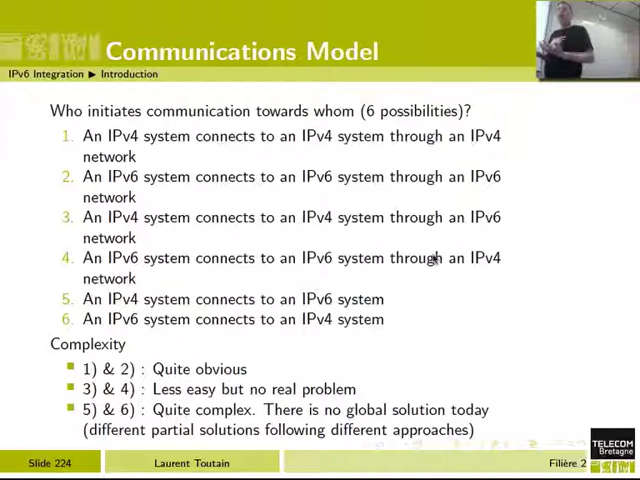 Communications Model
IPv6 Integration ▶ Introduction
Who initiates communication towards whom (6 possibilities)?
1. An IPv4 system connects to an IPv4 system through an IPv4
network
2. An IPv6 system connects to an IPv6 system through an IPv6
network
3. An IPv4 system connects to an IPv4 system through an IPv6
network
4. An IPv6 system connects to an IPv6 system through an IPv4
network
5. An IPv4 system connects to an IPv6 system
6. An IPv6 system connects to an IPv4 system
Complexity
1) & 2) : Quite obvious
3) & 4) : Less easy but no real problem
5) & 6) : Quite complex. There is no global solution today
(different partial solutions following different approaches)
TELECOM
Bretagne
Slide 224
Laurent Toutain
Filière 2